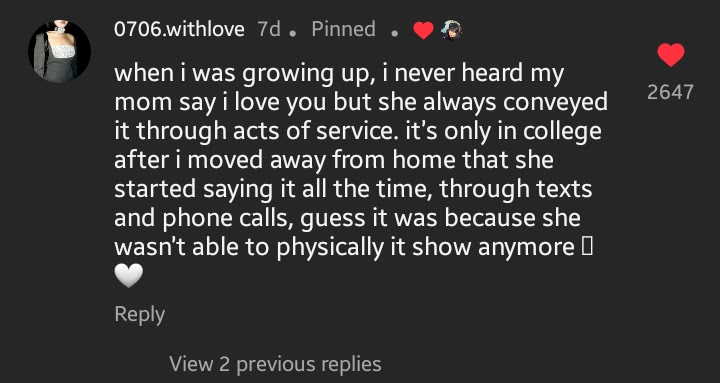 0706.withlove 7d . Pinned .
when i was growing up, i never heard my
mom say i love you but she always conveyed
it through acts of service. it's only in college
after i moved away from home that she
started saying it all the time, through texts
and phone calls, guess it was because she
wasn't able to physically it show anymore
2647
Reply
View 2 previous replies